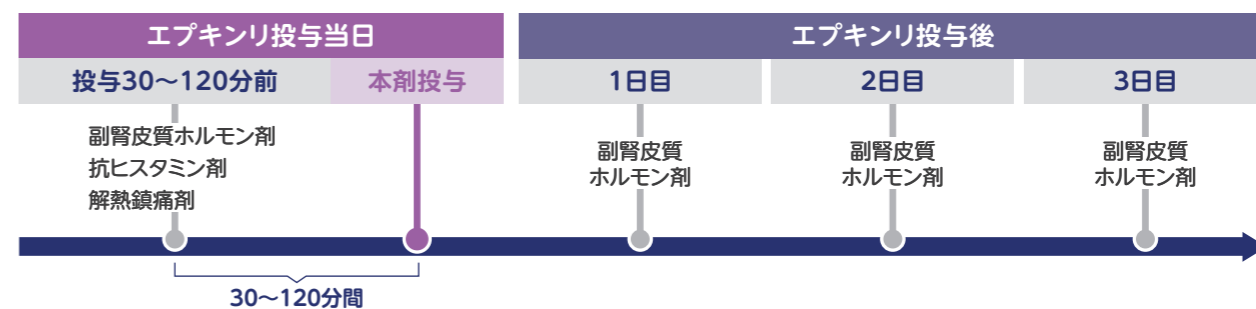 エプキンリ投与当日
エプキンリ投与後
投与30〜120分前
本剤投与
1日目
2日目
3日目
副腎皮質ホルモン剤
抗ヒスタミン剤
解熱鎮痛剤
副腎皮質
ホルモン剤
副腎皮質
ホルモン剤
副腎皮質
ホルモン剤
30〜120分間